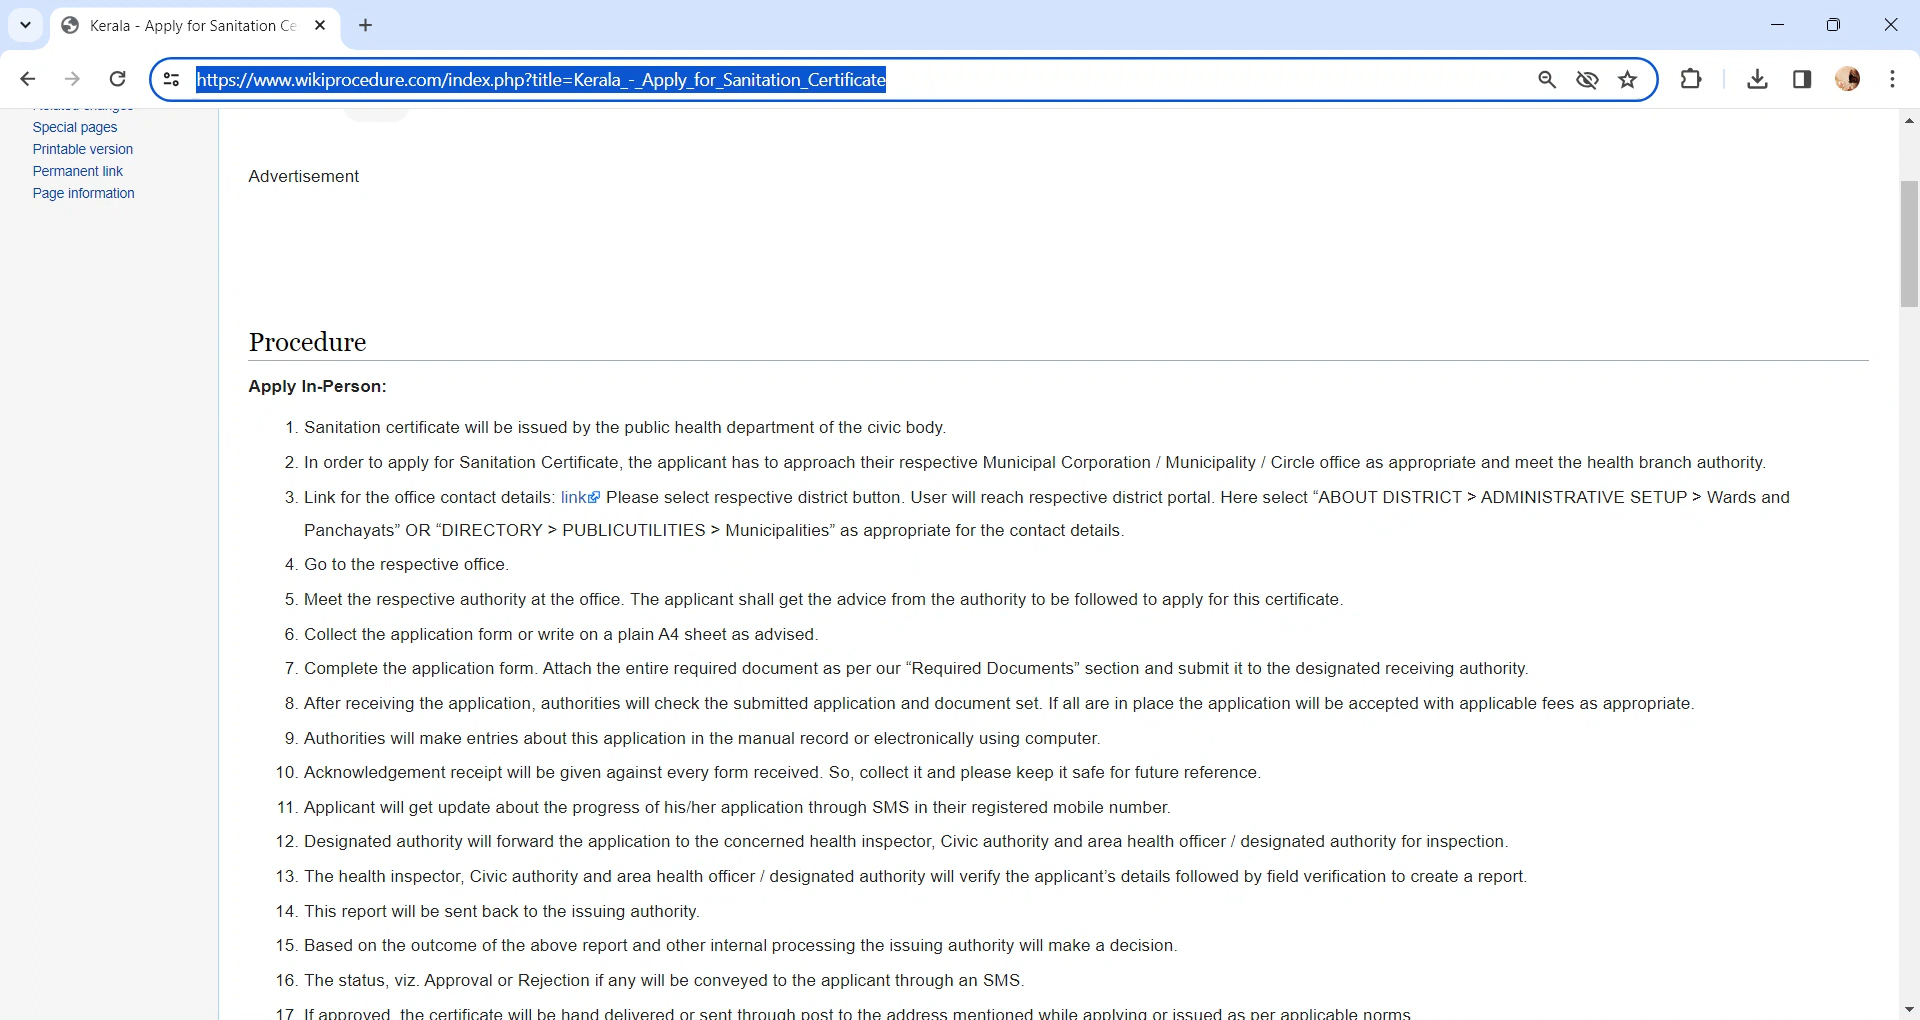 Kerala - Apply for Sanitation Ce
https://www.wikiprocedure.com/index.php?title=Kerala_-_Apply_for_Sanitation_Certificate
Related changes
Special pages
Printable version
Permanent link
Page information
Advertisement
Procedure
Apply In-Person:
1. Sanitation certificate will be issued by the public health department of the civic body.
2. In order to apply for Sanitation Certificate, the applicant has to approach their respective Municipal Corporation / Municipality / Circle office as appropriate and meet the health branch authority.
3. Link for the office contact details: link Please select respective district button. User will reach respective district portal. Here select “ABOUT DISTRICT > ADMINISTRATIVE SETUP > Wards and
Panchayats” OR “DIRECTORY > PUBLICUTILITIES > Municipalities” as appropriate for the contact details.
4. Go to the respective office.
5. Meet the respective authority at the office. The applicant shall get the advice from the authority to be followed to apply for this certificate.
6. Collect the application form or write on a plain A4 sheet as advised.
7. Complete the application form. Attach the entire required document as per our “Required Documents” section and submit it to the designated receiving authority.
8. After receiving the application, authorities will check the submitted application and document set. If all are in place the application will be accepted with applicable fees as appropriate.
9. Authorities will make entries about this application in the manual record or electronically using computer.
10. Acknowledgement receipt will be given against every form received. So, collect it and please keep it safe for future reference.
11. Applicant will get update about the progress of his/her application through SMS in their registered mobile number.
12. Designated authority will forward the application to the concerned health inspector, Civic authority and area health officer / designated authority for inspection.
13. The health inspector, Civic authority and area health officer / designated authority will verify the applicant’s details followed by field verification to create a report.
14. This report will be sent back to the issuing authority.
15. Based on the outcome of the above report and other internal processing the issuing authority will make a decision.
16. The status, viz. Approval or Rejection if any will be conveyed to the applicant through an SMS.
17. If approved, the certificate will be hand delivered or sent through post to the address mentioned while applying or issued as per applicable norms